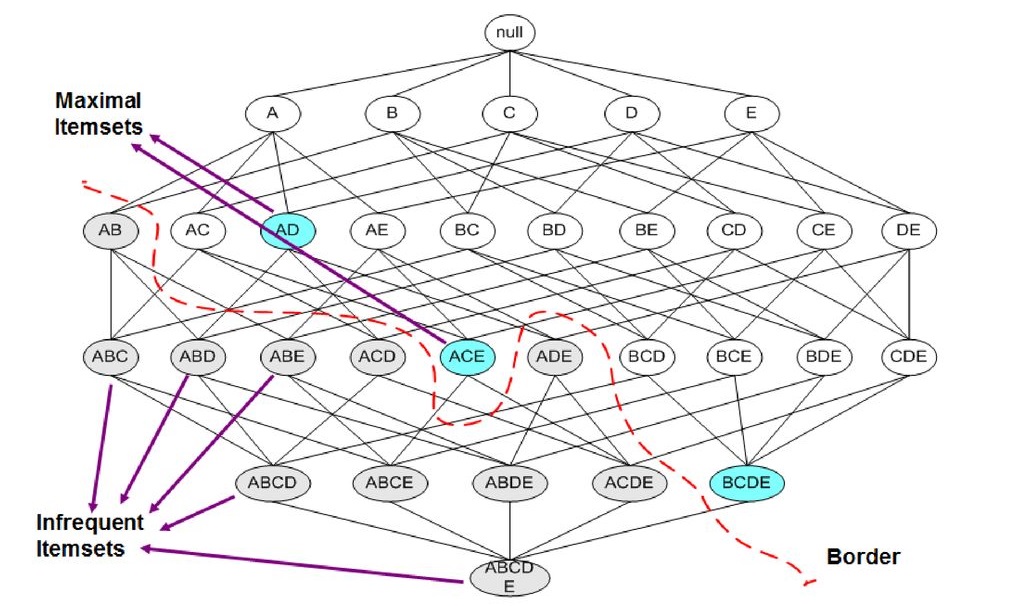 null
A B C D E
Maximal
Itemsets
AB AC AD AE BC BD BE CD CE DE
ABC ABD ABE ACD ACE ADE BCD BCE BDE CDE
ABCD ABCE ABDE ACDE BCDE
Infrequent
Itemsets
Border
ABCD
E